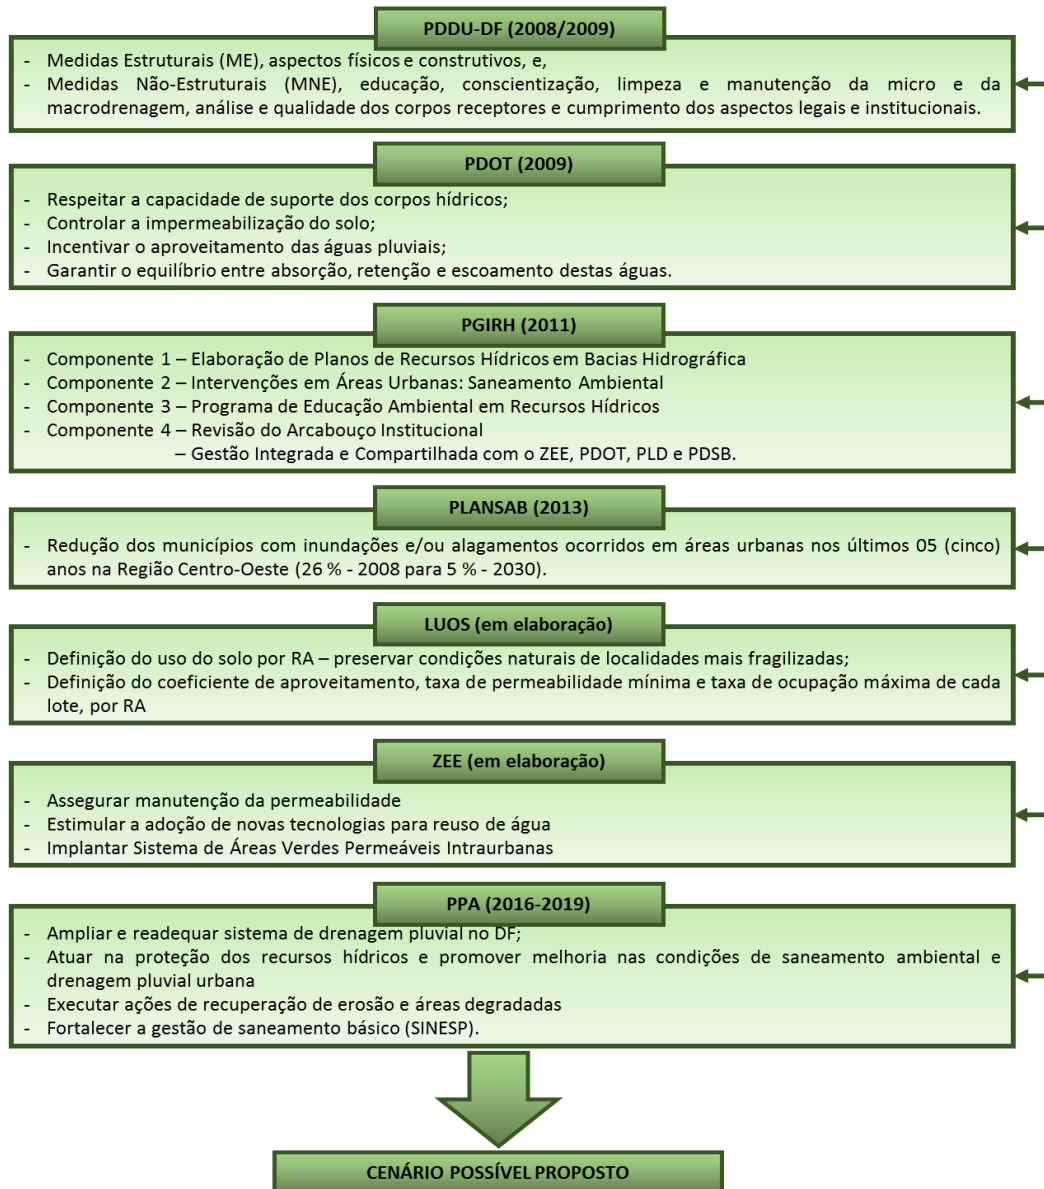 PDDU-DF (2008/2009)
- Medidas Estruturais (ME), aspectos físicos e construtivos, e,
- Medidas Não-Estruturais (MNE), educação, conscientização, limpeza e manutenção da micro e da
macrodrenagem, análise e qualidade dos corpos receptores e cumprimento dos aspectos legais e institucionais.
PDOT (2009)
- Respeitar a capacidade de suporte dos corpos hídricos;
- Controlar a impermeabilização do solo;
- Incentivar o aproveitamento das águas pluviais;
- Garantir o equilíbrio entre absorção, retenção e escoamento destas águas.
PGIRH (2011)
- Componente 1 – Elaboração de Planos de Recursos Hídricos em Bacias Hidrográfica
- Componente 2 – Intervenções em Áreas Urbanas: Saneamento Ambiental
- Componente 3 – Programa de Educação Ambiental em Recursos Hídricos
- Componente 4 – Revisão do Arcabouço Institucional
– Gestão Integrada e Compartilhada com o ZEE, PDOT, PLD e PDSB.
PLANSAB (2013)
- Redução dos municípios com inundações e/ou alagamentos ocorridos em áreas urbanas nos últimos 05 (cinco)
anos na Região Centro-Oeste (26 % - 2008 para 5 % - 2030).
LUOS (em elaboração)
- Definição do uso do solo por RA – preservar condições naturais de localidades mais fragilizadas;
- Definição do coeficiente de aproveitamento, taxa de permeabilidade mínima e taxa de ocupação máxima de cada
lote, por RA
ZEE (em elaboração)
- Assegurar manutenção da permeabilidade
- Estimular a adoção de novas tecnologias para reuso de água
- Implantar Sistema de Áreas Verdes Permeáveis Intraurbanas
PPA (2016-2019)
- Ampliar e readequar sistema de drenagem pluvial no DF;
- Atuar na proteção dos recursos hídricos e promover melhoria nas condições de saneamento ambiental e
drenagem pluvial urbana
- Executar ações de recuperação de erosão e áreas degradadas
- Fortalecer a gestão de saneamento básico (SINESP).
CENÁRIO POSSÍVEL PROPOSTO